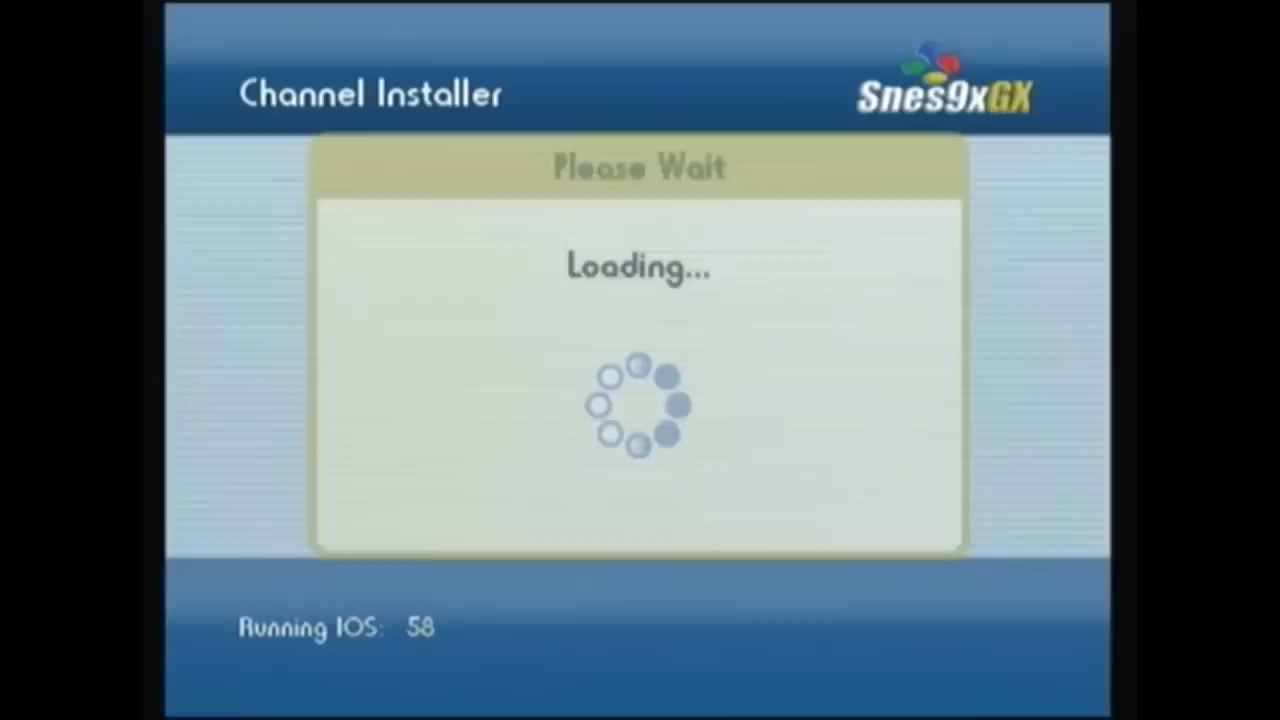 Channel Installer
Snes9xGX
Please Wait
Loading...
Running IOS: 58